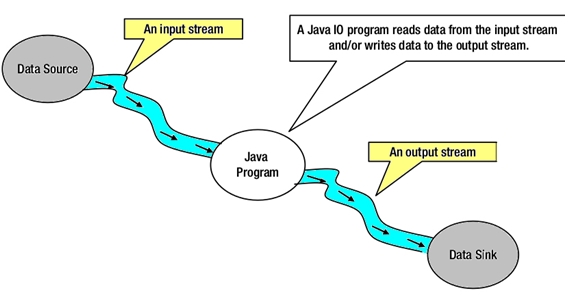 An input stream
A Java IO program reads data from the input stream
and/or writes data to the output stream.
Data Source
Java
Program
An output stream
Data Sink